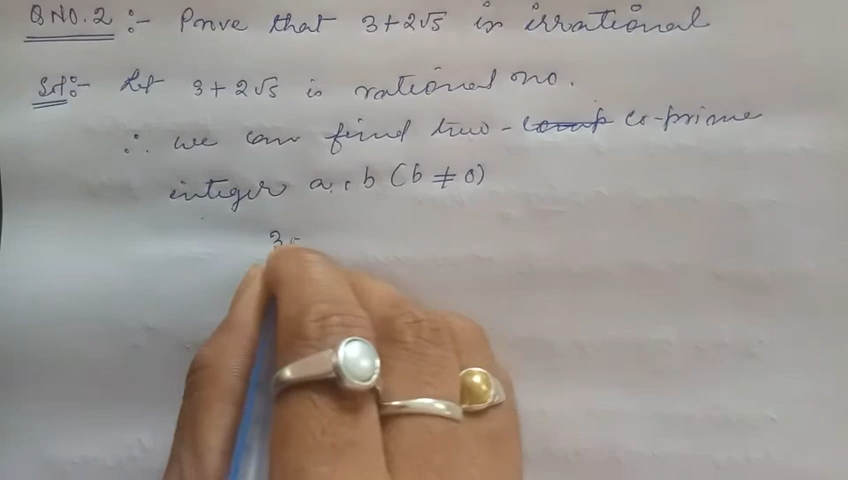 Q NO. 2 :- Prove that 3+2√5 is irrational
Sol:- Let 3+2√5 is rational no.
∴ we can find two - co-prime
integer a, b (b ≠ 0)
3+